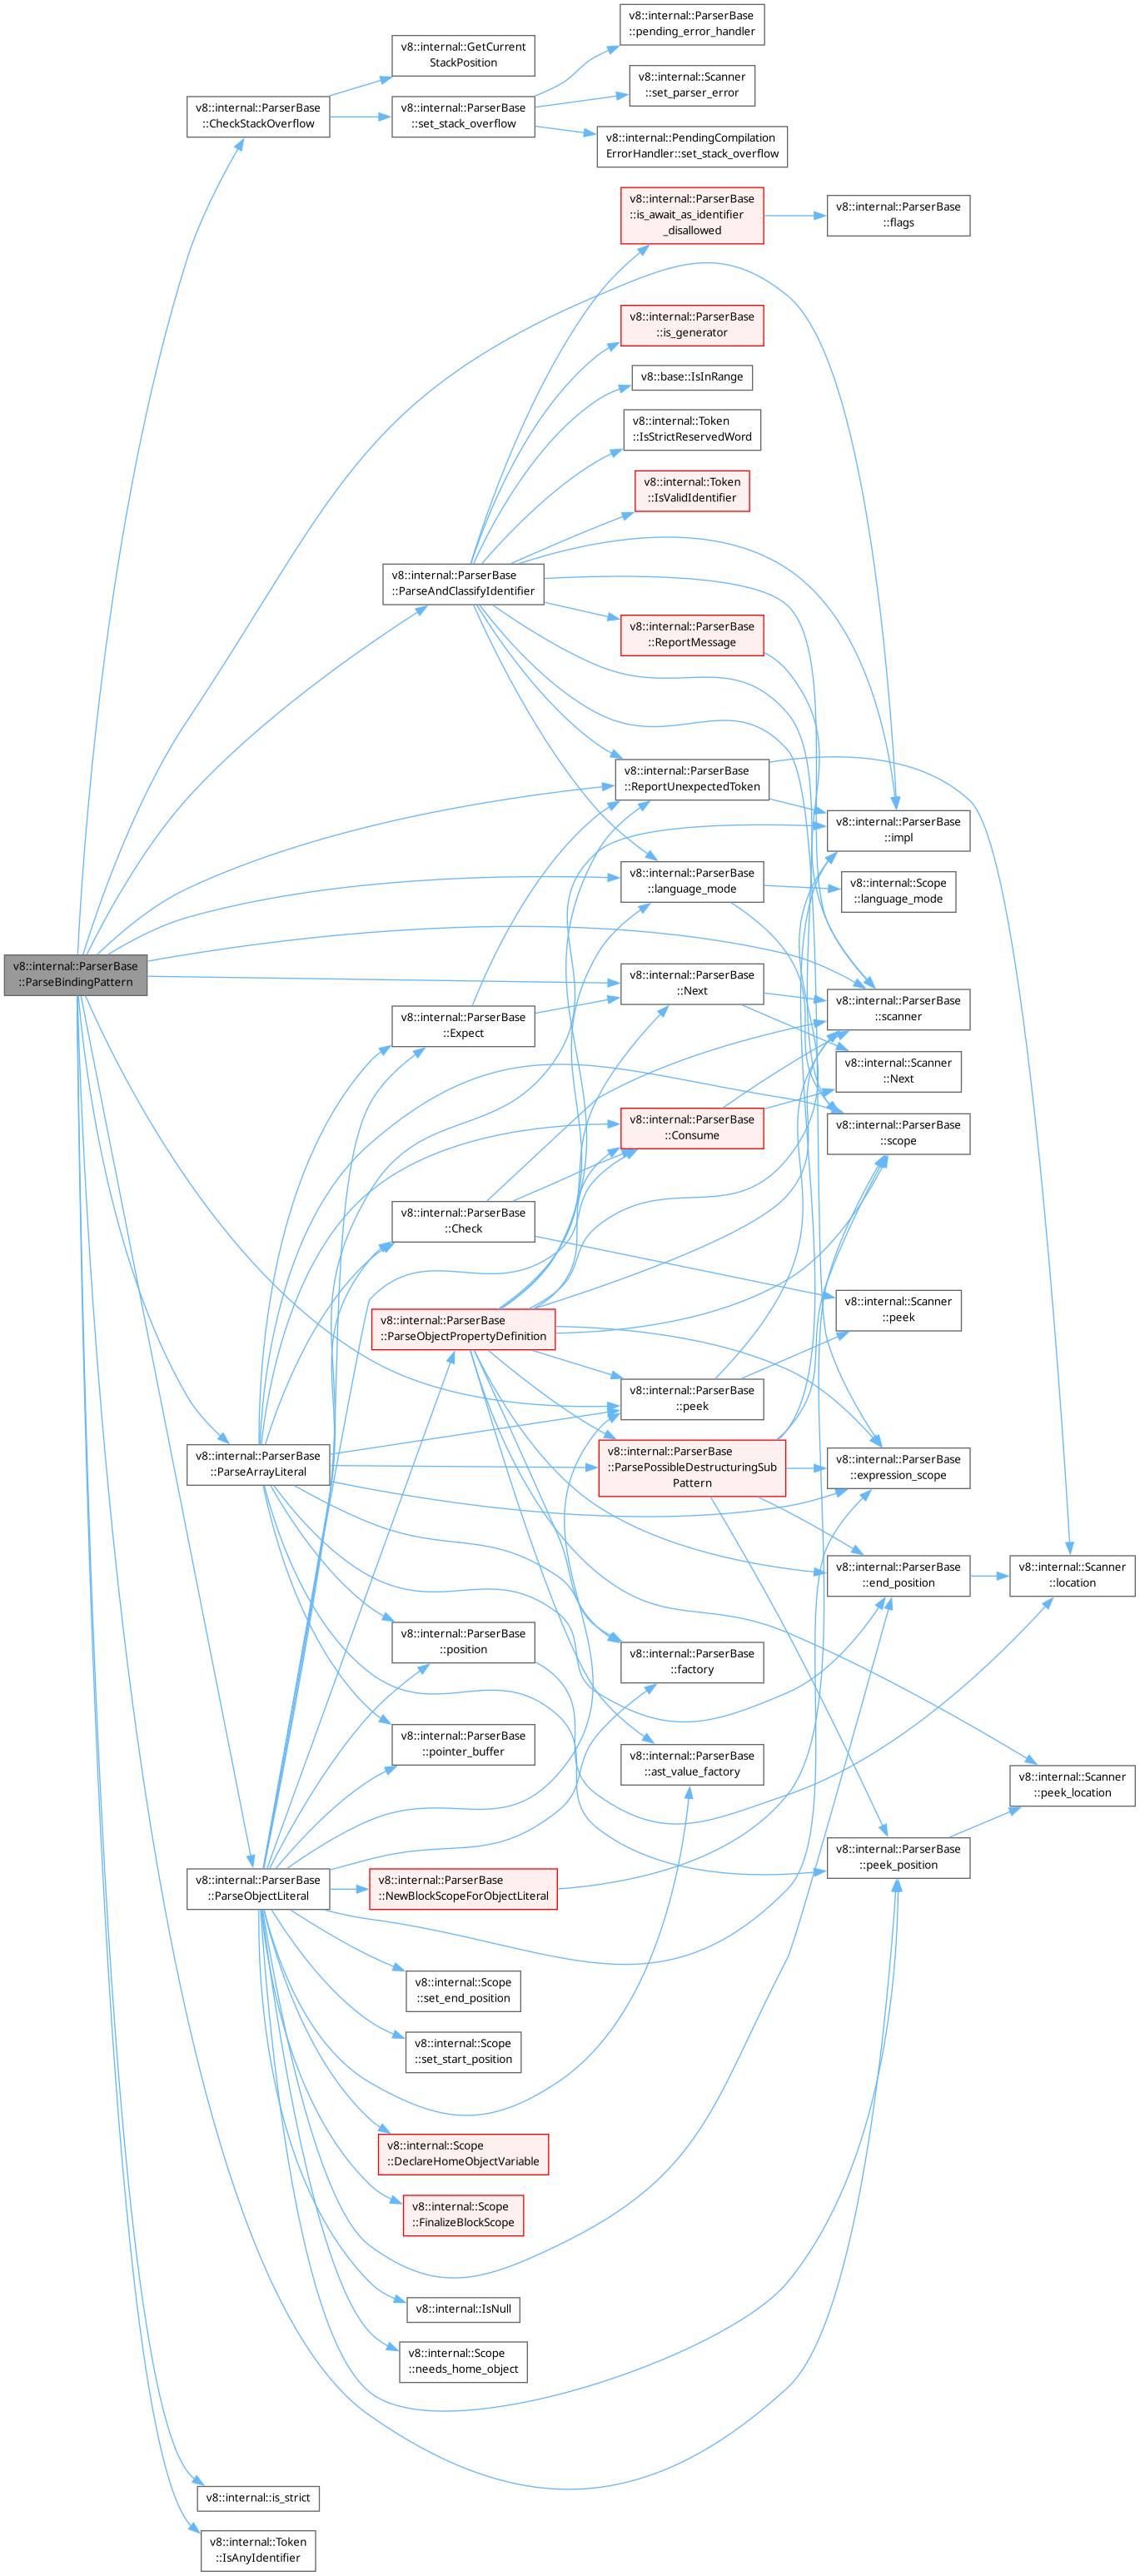 v8::internal::ParserBase
::pending_error_handler
v8::internal::GetCurrent
StackPosition
v8::internal::Scanner
::set_parser_error
v8::internal::ParserBase
::CheckStackOverflow
v8::internal::ParserBase
::set_stack_overflow
v8::internal::PendingCompilation
ErrorHandler::set_stack_overflow
v8::internal::ParserBase
::is_await_as_identifier
_disallowed
v8::internal::ParserBase
::flags
v8::internal::ParserBase
::is_generator
v8::base::IsInRange
v8::internal::Token
::IsStrictReservedWord
v8::internal::Token
::IsValidIdentifier
v8::internal::ParserBase
::ParseAndClassifyIdentifier
v8::internal::ParserBase
::ReportMessage
v8::internal::ParserBase
::ReportUnexpectedToken
v8::internal::ParserBase
::impl
v8::internal::ParserBase
::language_mode
v8::internal::Scope
::language_mode
v8::internal::ParserBase
::ParseBindingPattern
v8::internal::ParserBase
::Next
v8::internal::ParserBase
::scanner
v8::internal::ParserBase
::Expect
v8::internal::Scanner
::Next
v8::internal::ParserBase
::Consume
v8::internal::ParserBase
::scope
v8::internal::ParserBase
::Check
v8::internal::Scanner
::peek
v8::internal::ParserBase
::ParseObjectPropertyDefinition
v8::internal::ParserBase
::peek
v8::internal::ParserBase
::ParseArrayLiteral
v8::internal::ParserBase
::ParsePossibleDestructuringSub
Pattern
v8::internal::ParserBase
::expression_scope
v8::internal::ParserBase
::end_position
v8::internal::Scanner
::location
v8::internal::ParserBase
::position
v8::internal::ParserBase
::factory
v8::internal::ParserBase
::pointer_buffer
v8::internal::ParserBase
::ast_value_factory
v8::internal::Scanner
::peek_location
v8::internal::ParserBase
::peek_position
v8::internal::ParserBase
::ParseObjectLiteral
v8::internal::ParserBase
::NewBlockScopeForObjectLiteral
v8::internal::Scope
::set_end_position
v8::internal::Scope
::set_start_position
v8::internal::Scope
::DeclareHomeObjectVariable
v8::internal::Scope
::FinalizeBlockScope
v8::internal::IsNull
v8::internal::Scope
::needs_home_object
v8::internal::is_strict
v8::internal::Token
::IsAnyIdentifier